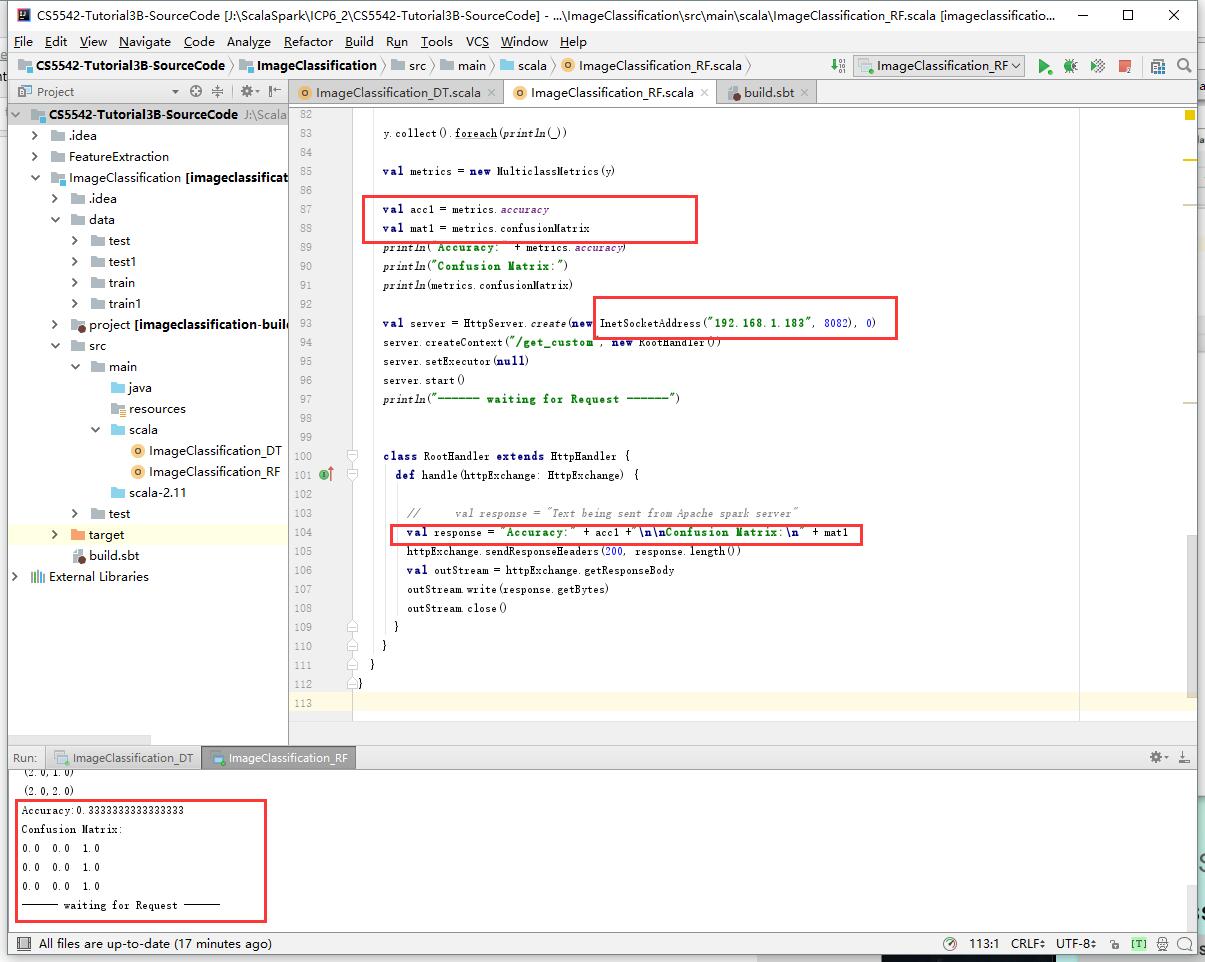 CS5542-Tutorial3B-SourceCode [J:\ScalaSpark\ICP6_2\CS5542-Tutorial3B-SourceCode] - ...\ImageClassification\src\main\scala\ImageClassification_RF.scala [imageclassificatio...
File Edit View Navigate Code Analyze Refactor Build Run Tools VCS Window Help
CS5542-Tutorial3B-SourceCode ImageClassification src main scala ImageClassification_RF.scala ImageClassification_RF
Project ImageClassification_DT.scala ImageClassification_RF.scala build.sbt
CS5542-Tutorial3B-SourceCode J:\Scala
.idea
FeatureExtraction
ImageClassification [imageclassificat
.idea
data
test
test1
train
train1
project [imageclassification-build
src
main
java
resources
scala
ImageClassification_DT
ImageClassification_RF
scala-2.11
test
target
build.sbt
External Libraries
82
83 y.collect().foreach(println(_))
84
85 val metrics = new MulticlassMetrics(y)
86
87 val acc1 = metrics.accuracy
88 val mat1 = metrics.confusionMatrix
89 println("Accuracy:" + metrics.accuracy)
90 println("Confusion Matrix:")
91 println(metrics.confusionMatrix)
92
93 val server = HttpServer.create(new InetSocketAddress("192.168.1.183", 8082), 0)
94 server.createContext("/get_custom", new RootHandler())
95 server.setExecutor(null)
96 server.start()
97 println("------ waiting for Request ------")
98
99
100 class RootHandler extends HttpHandler {
101 def handle(httpExchange: HttpExchange) {
102
103 // val response = "Text being sent from Apache spark server"
104 val response = "Accuracy:" + acc1 +"\n\nConfusion Matrix:\n" + mat1
105 httpExchange.sendResponseHeaders(200, response.length())
106 val outStream = httpExchange.getResponseBody
107 outStream.write(response.getBytes)
108 outStream.close()
109 }
110 }
111 }
112 }
113
Run: ImageClassification_DT ImageClassification_RF
(2.0,1.0)
(2.0,2.0)
Accuracy:0.3333333333333333
Confusion Matrix:
0.0 0.0 1.0
0.0 0.0 1.0
0.0 0.0 1.0
------ waiting for Request ------
All files are up-to-date (17 minutes ago) 113:1 CRLF UTF-8 [T]